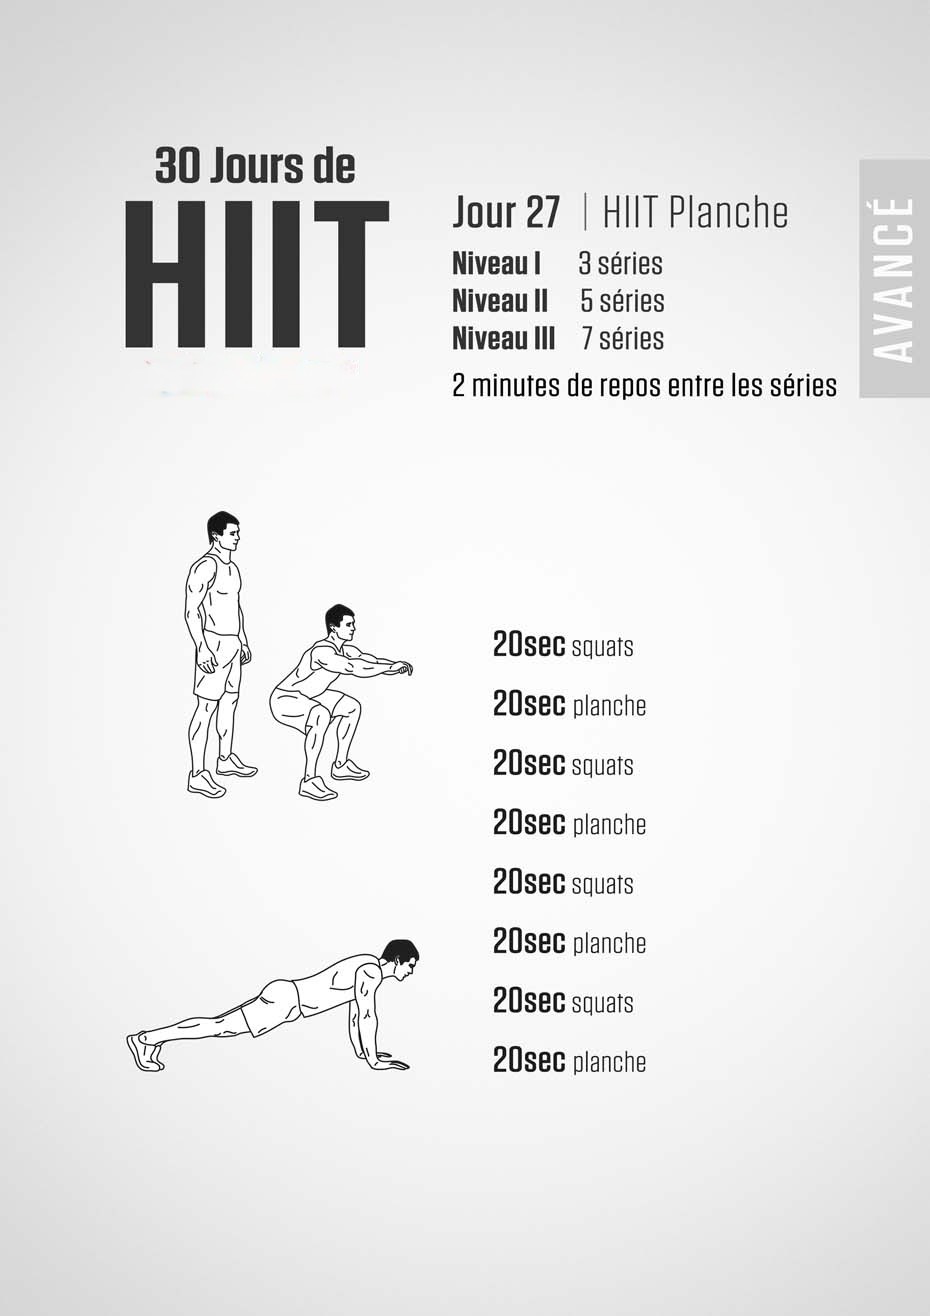 30 Jours de
HIIT
Jour 27 | HIIT Planche
Niveau I 3 séries
Niveau II 5 séries
Niveau III 7 séries
2 minutes de repos entre les séries
AVANCÉ
20sec squats
20sec planche
20sec squats
20sec planche
20sec squats
20sec planche
20sec squats
20sec planche